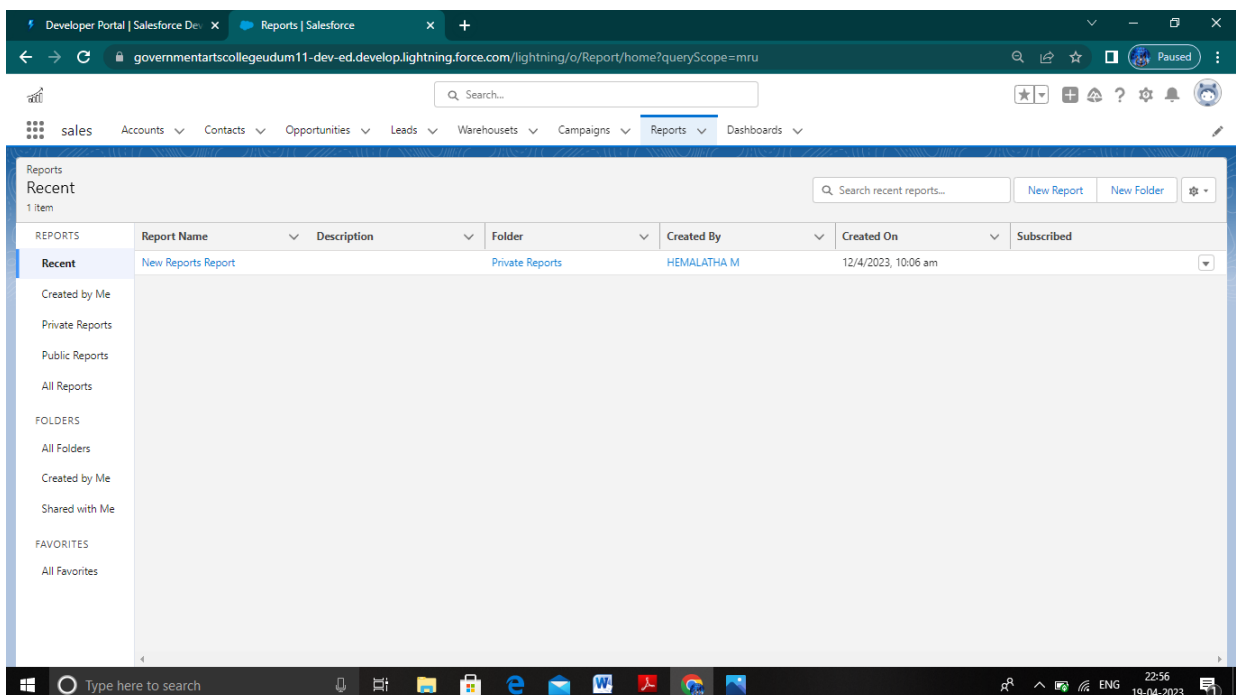 Developer Portal | Salesforce Dev
Reports | Salesforce
governmentartscollegeudum11-dev-ed.develop.lightning.force.com/lightning/o/Report/home?queryScope=mru
Paused
Search...
sales Accounts Contacts Opportunities Leads Warehousets Campaigns Reports Dashboards
Reports
Recent
1 item
Search recent reports...
New Report New Folder
REPORTS Report Name Description Folder Created By Created On Subscribed
Recent New Reports Report Private Reports HEMALATHA M 12/4/2023, 10:06 am
Created by Me
Private Reports
Public Reports
All Reports
FOLDERS
All Folders
Created by Me
Shared with Me
FAVORITES
All Favorites
Type here to search
ENG
22:56
19-04-2023